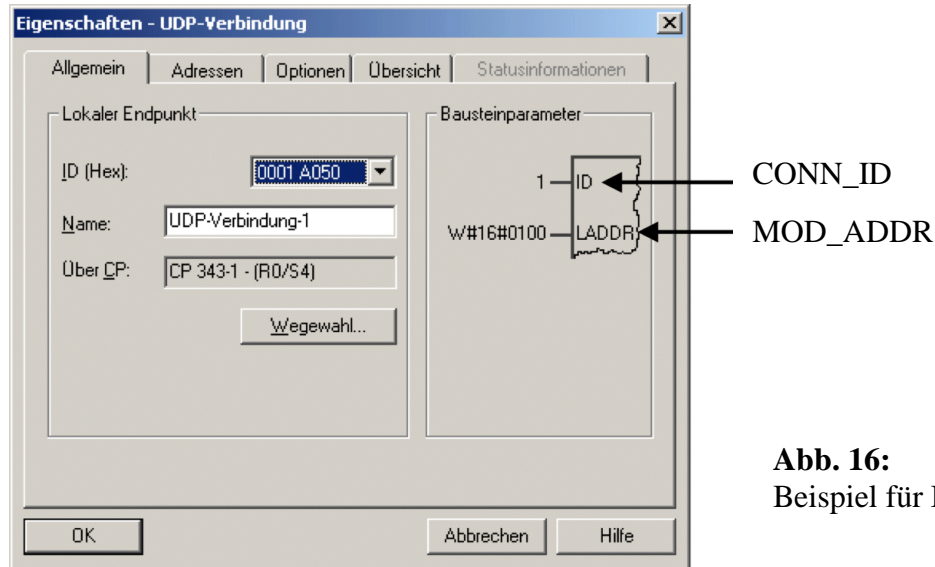 Eigenschaften - UDP-Verbindung
Allgemein Adressen Optionen Übersicht Statusinformationen
Lokaler Endpunkt
ID (Hex): 0001 A050
Name: UDP-Verbindung-1
Über CP: CP 343-1 - (R0/S4)
Wegewahl...
Bausteinparameter
1 ID CONN_ID
W#16#0100 LADDR MOD_ADDR
Abb. 16:
Beispiel für
OK Abbrechen Hilfe